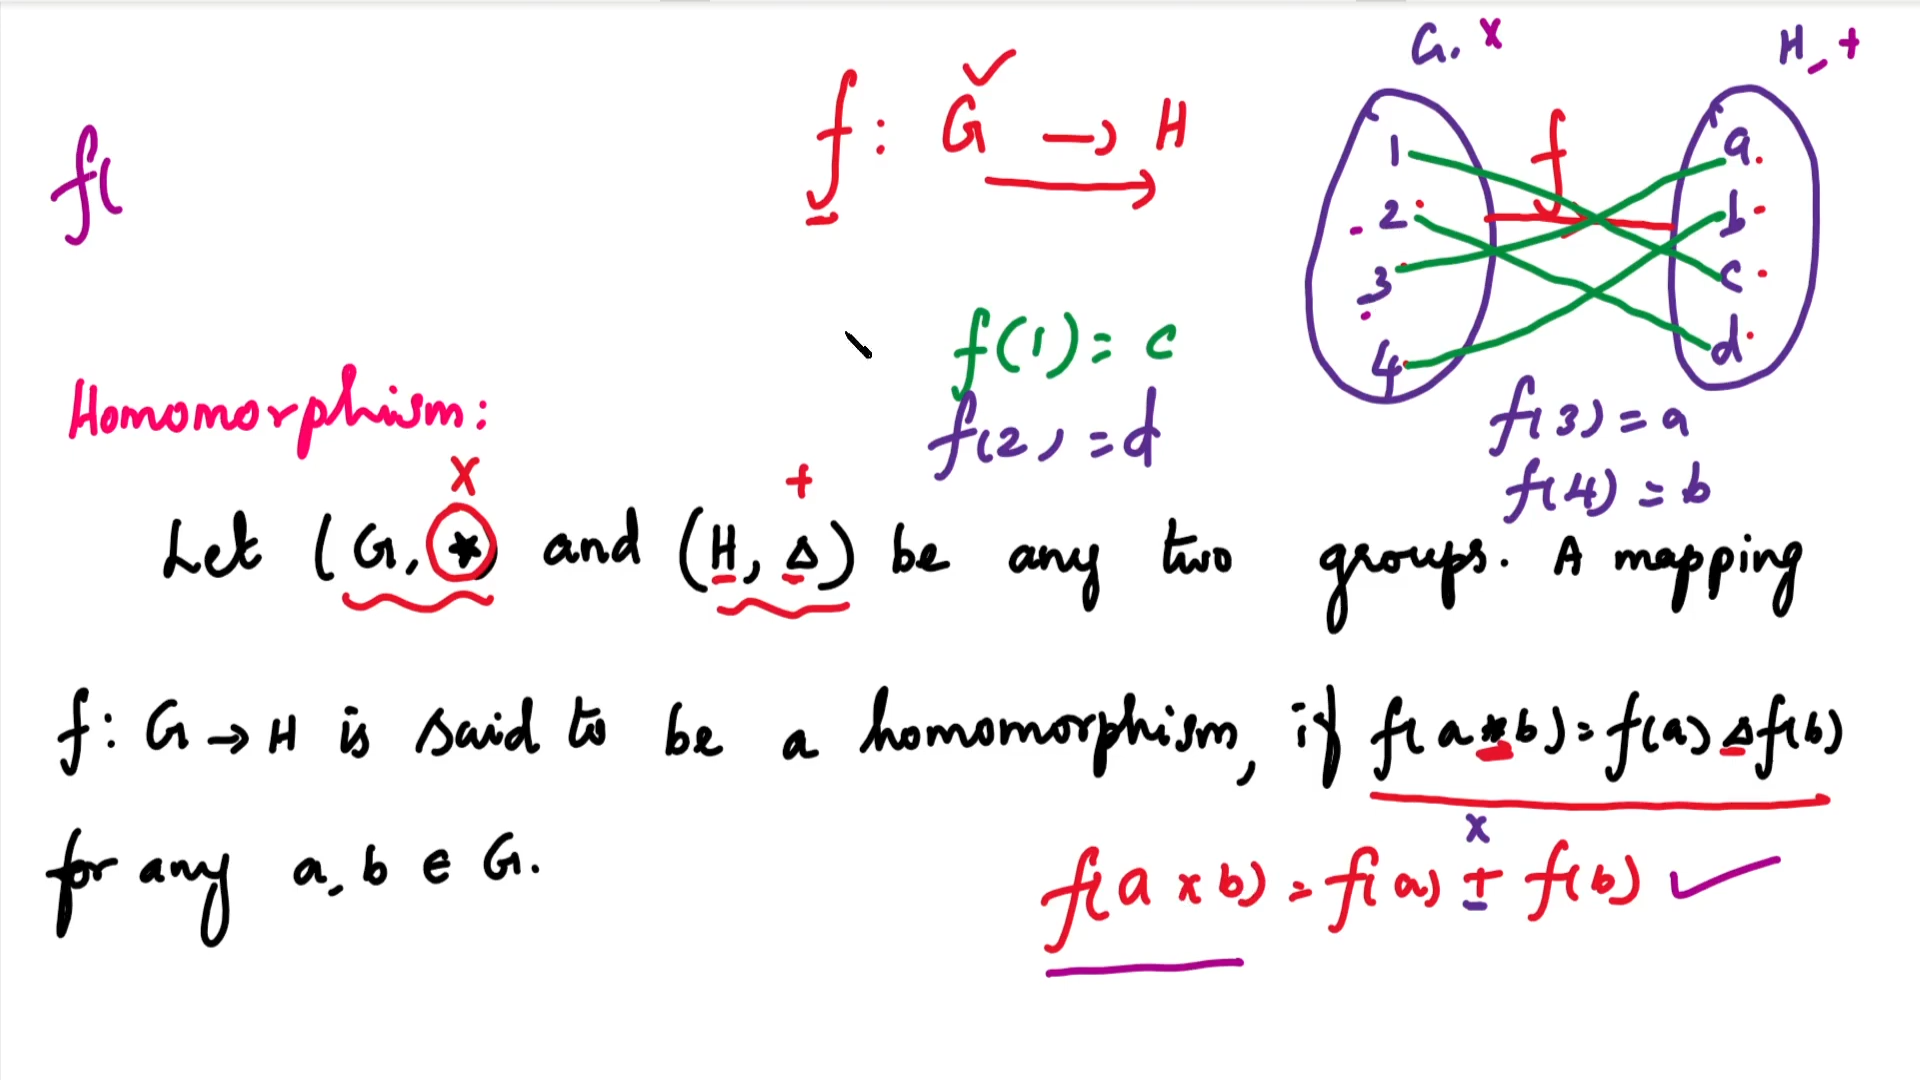 G, x H, +
f: G → H
f(
f
1 a
2 b
3 c
4 d
f(1) = c
f(2) = d
f(3) = a
f(4) = b
Homomorphism:
x +
Let (G, *) and (H, Δ) be any two groups. A mapping
f: G → H is said to be a homomorphism, if f(a * b) = f(a) Δ f(b)
for any a, b ∈ G.
x
f(a x b) = f(a) + f(b) ✓